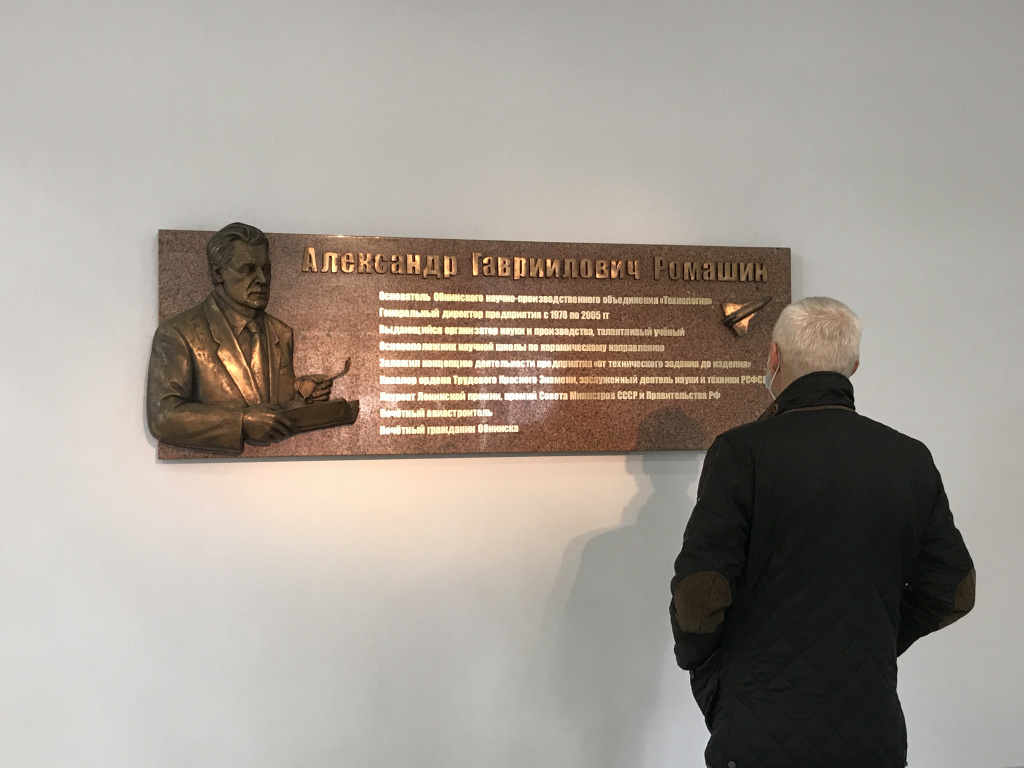 Александр Гавриилович Ромашин
Основатель Обнинского научно-производственного объединения «Технология»
Генеральный директор предприятия с 1978 по 2005 гг
Выдающийся организатор науки и производства, талантливый учёный
Основоположник научной школы по керамическому направлению
Заложил концепцию деятельности предприятия «от технического задания до изделия»
Кавалер ордена Трудового Красного Знамени, заслуженный деятель науки и техники РСФСР
Лауреат Ленинской премии, премий Совета Министров СССР и Правительства РФ
Почётный авиастроитель
Почётный гражданин Обнинска